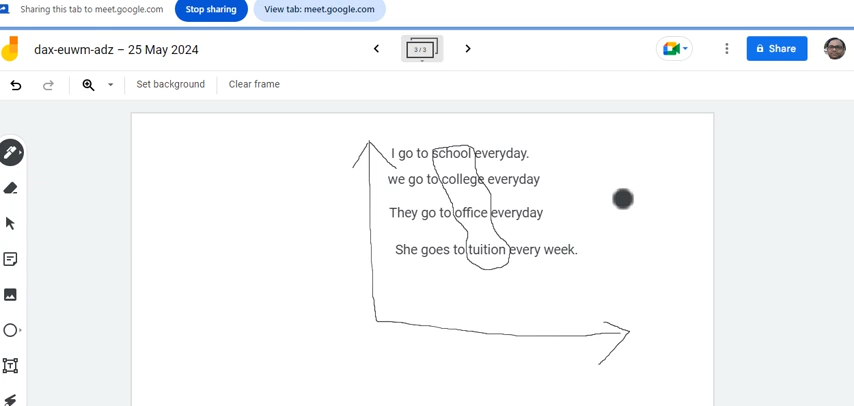 Sharing this tab to meet.google.com Stop sharing View tab: meet.google.com
dax-euwm-adz – 25 May 2024 3/3 Share
Set background Clear frame
I go to school everyday.
we go to college everyday
They go to office everyday
She goes to tuition every week.
T